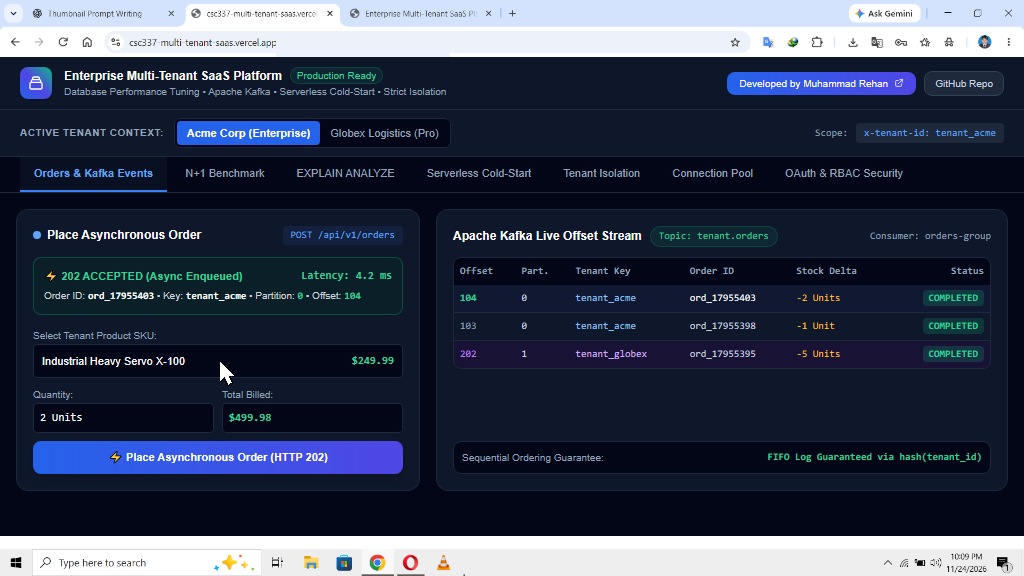 Thumbnail Prompt Writing
csc337-multi-tenant-saas.vercel
Enterprise Multi-Tenant SaaS Pl
Ask Gemini
csc337-multi-tenant-saas.vercel.app
Enterprise Multi-Tenant SaaS Platform
Production Ready
Database Performance Tuning • Apache Kafka • Serverless Cold-Start • Strict Isolation
Developed by Muhammad Rehan
GitHub Repo
ACTIVE TENANT CONTEXT:
Acme Corp (Enterprise)
Globex Logistics (Pro)
Scope:
x-tenant-id: tenant_acme
Orders & Kafka Events
N+1 Benchmark
EXPLAIN ANALYZE
Serverless Cold-Start
Tenant Isolation
Connection Pool
OAuth & RBAC Security
Place Asynchronous Order
POST /api/v1/orders
⚡ 202 ACCEPTED (Async Enqueued)
Latency: 4.2 ms
Order ID: ord_17955403 • Key: tenant_acme • Partition: 0 • Offset: 104
Select Tenant Product SKU:
Industrial Heavy Servo X-100
$249.99
Quantity:
Total Billed:
2 Units
$499.98
⚡ Place Asynchronous Order (HTTP 202)
Apache Kafka Live Offset Stream
Topic: tenant.orders
Consumer: orders-group
Offset Part. Tenant Key Order ID Stock Delta Status
104 0 tenant_acme ord_17955403 -2 Units COMPLETED
103 0 tenant_acme ord_17955398 -1 Unit COMPLETED
202 1 tenant_globex ord_17955395 -5 Units COMPLETED
Sequential Ordering Guarantee:
FIFO Log Guaranteed via hash(tenant_id)
Type here to search
10:09 PM
11/24/2026
1